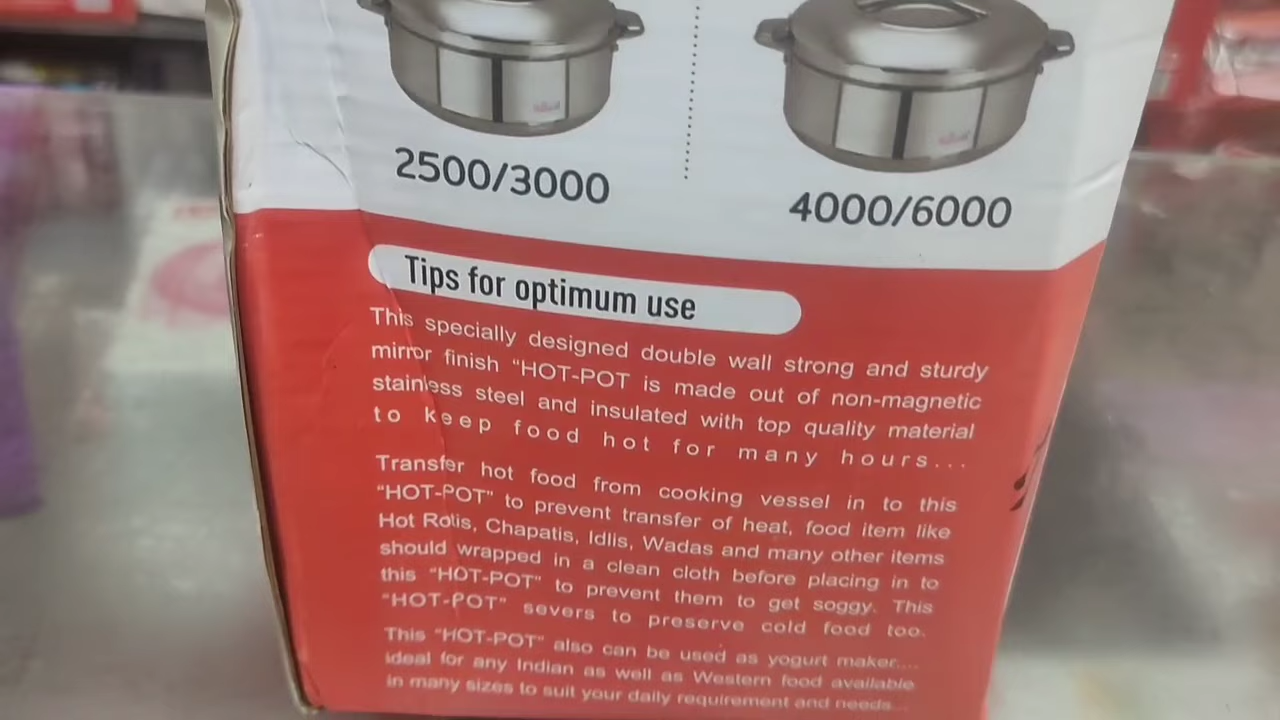 2500/3000
4000/6000
Tips for optimum use
This specially designed double wall strong and sturdy
mirror finish “HOT-POT is made out of non-magnetic
stainless steel and insulated with top quality material
to keep food hot for many hours...
Transfer hot food from cooking vessel in to this
“HOT-POT” to prevent transfer of heat, food item like
Hot Rotis, Chapatis, Idlis, Wadas and many other items
should wrapped in a clean cloth before placing in to
this “HOT-POT” to prevent them to get soggy. This
“HOT-POT” severs to preserve cold food too.
This “HOT-POT” also can be used as yogurt maker....
ideal for any Indian as well as Western food available
in many sizes to suit your daily requirement and needs...